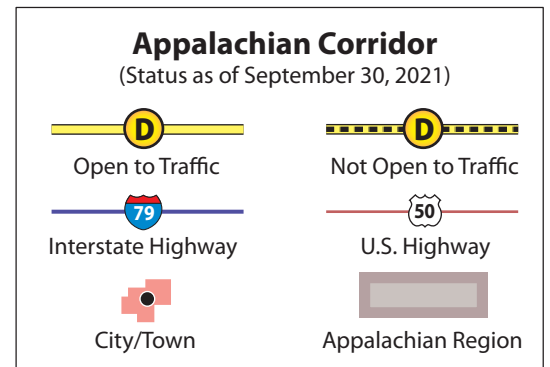 Appalachian Corridor
(Status as of September 30, 2021)
D D
Open to Traffic Not Open to Traffic
79 50
Interstate Highway U.S. Highway
City/Town Appalachian Region